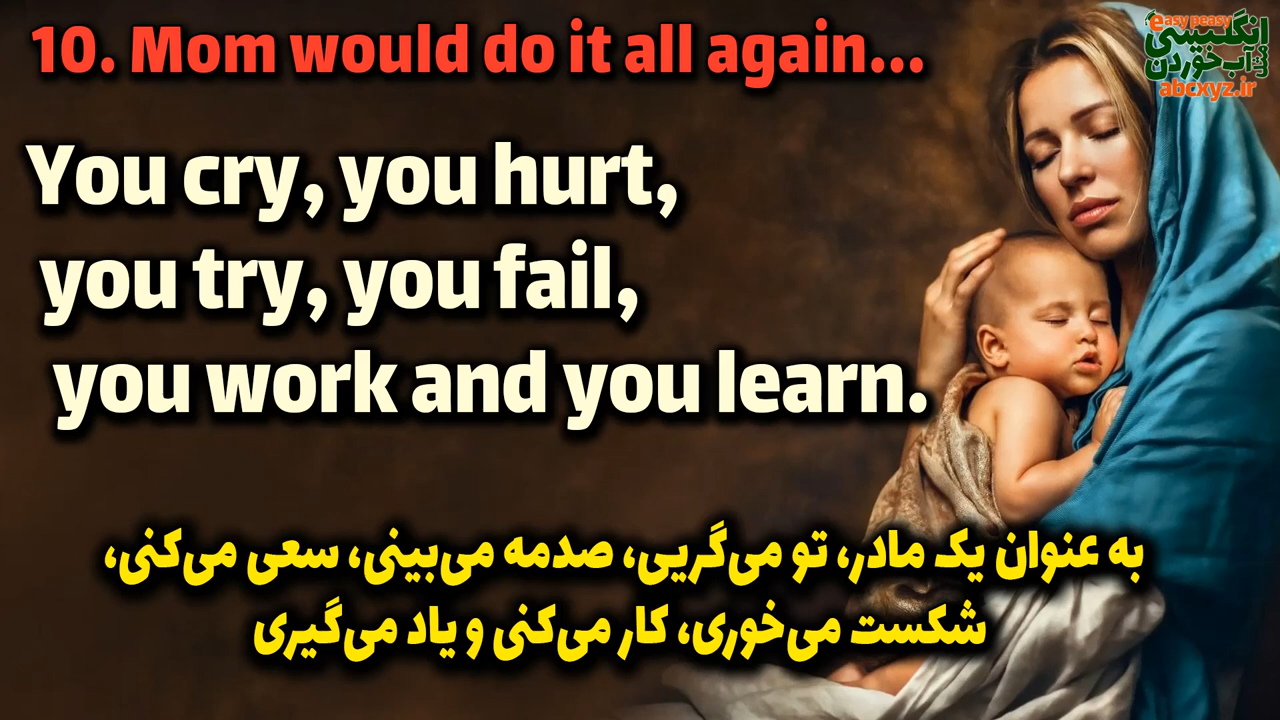 10. Mom would do it all again...
easy peasy
انگلیسی
مثل
آب خوردن
abcxyz.ir
You cry, you hurt,
you try, you fail,
you work and you learn.
به عنوان یک مادر، تو می‌گریی، صدمه می‌بینی، سعی می‌کنی،
شکست می‌خوری، کار می‌کنی و یاد می‌گیری